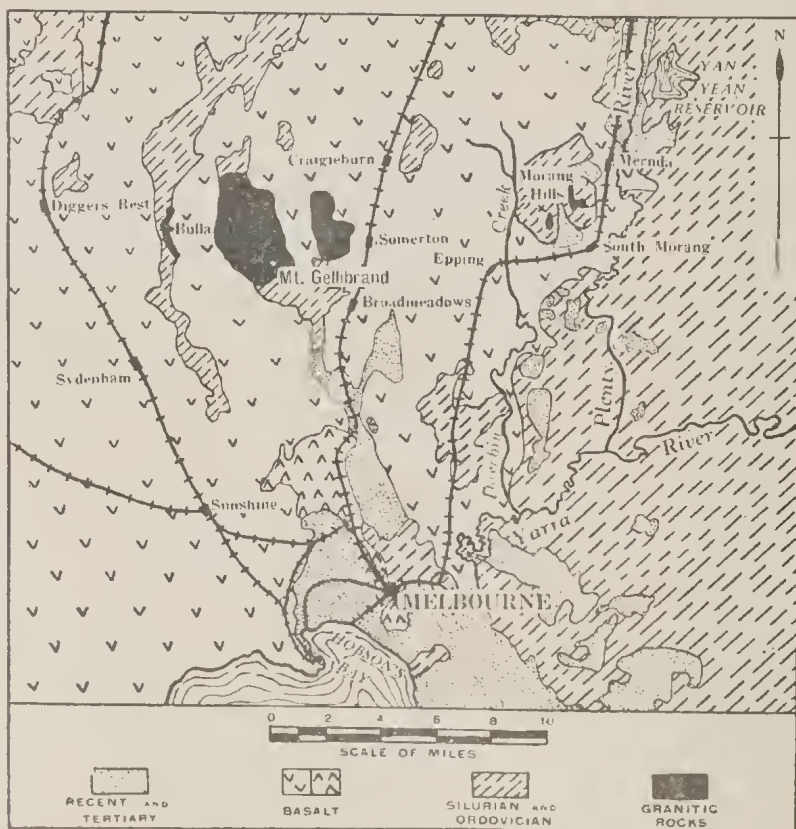 N
YAN
YEAN
RESERVOIR
River
Craigieburn
Morang
Hills
Mernda
Creek
Diggers Rest
Bulla
Somerton
Epping
South Morang
Mt. Gellibrand
Broadmeadows
Sydenham
Plenty
River
Darebin
Sunshine
Yarra
MELBOURNE
HOBSONS
BAY
0 2 4 6 8 10
SCALE OF MILES
RECENT AND
TERTIARY
BASALT
SILURIAN AND
ORDOVICIAN
GRANITIC
ROCKS